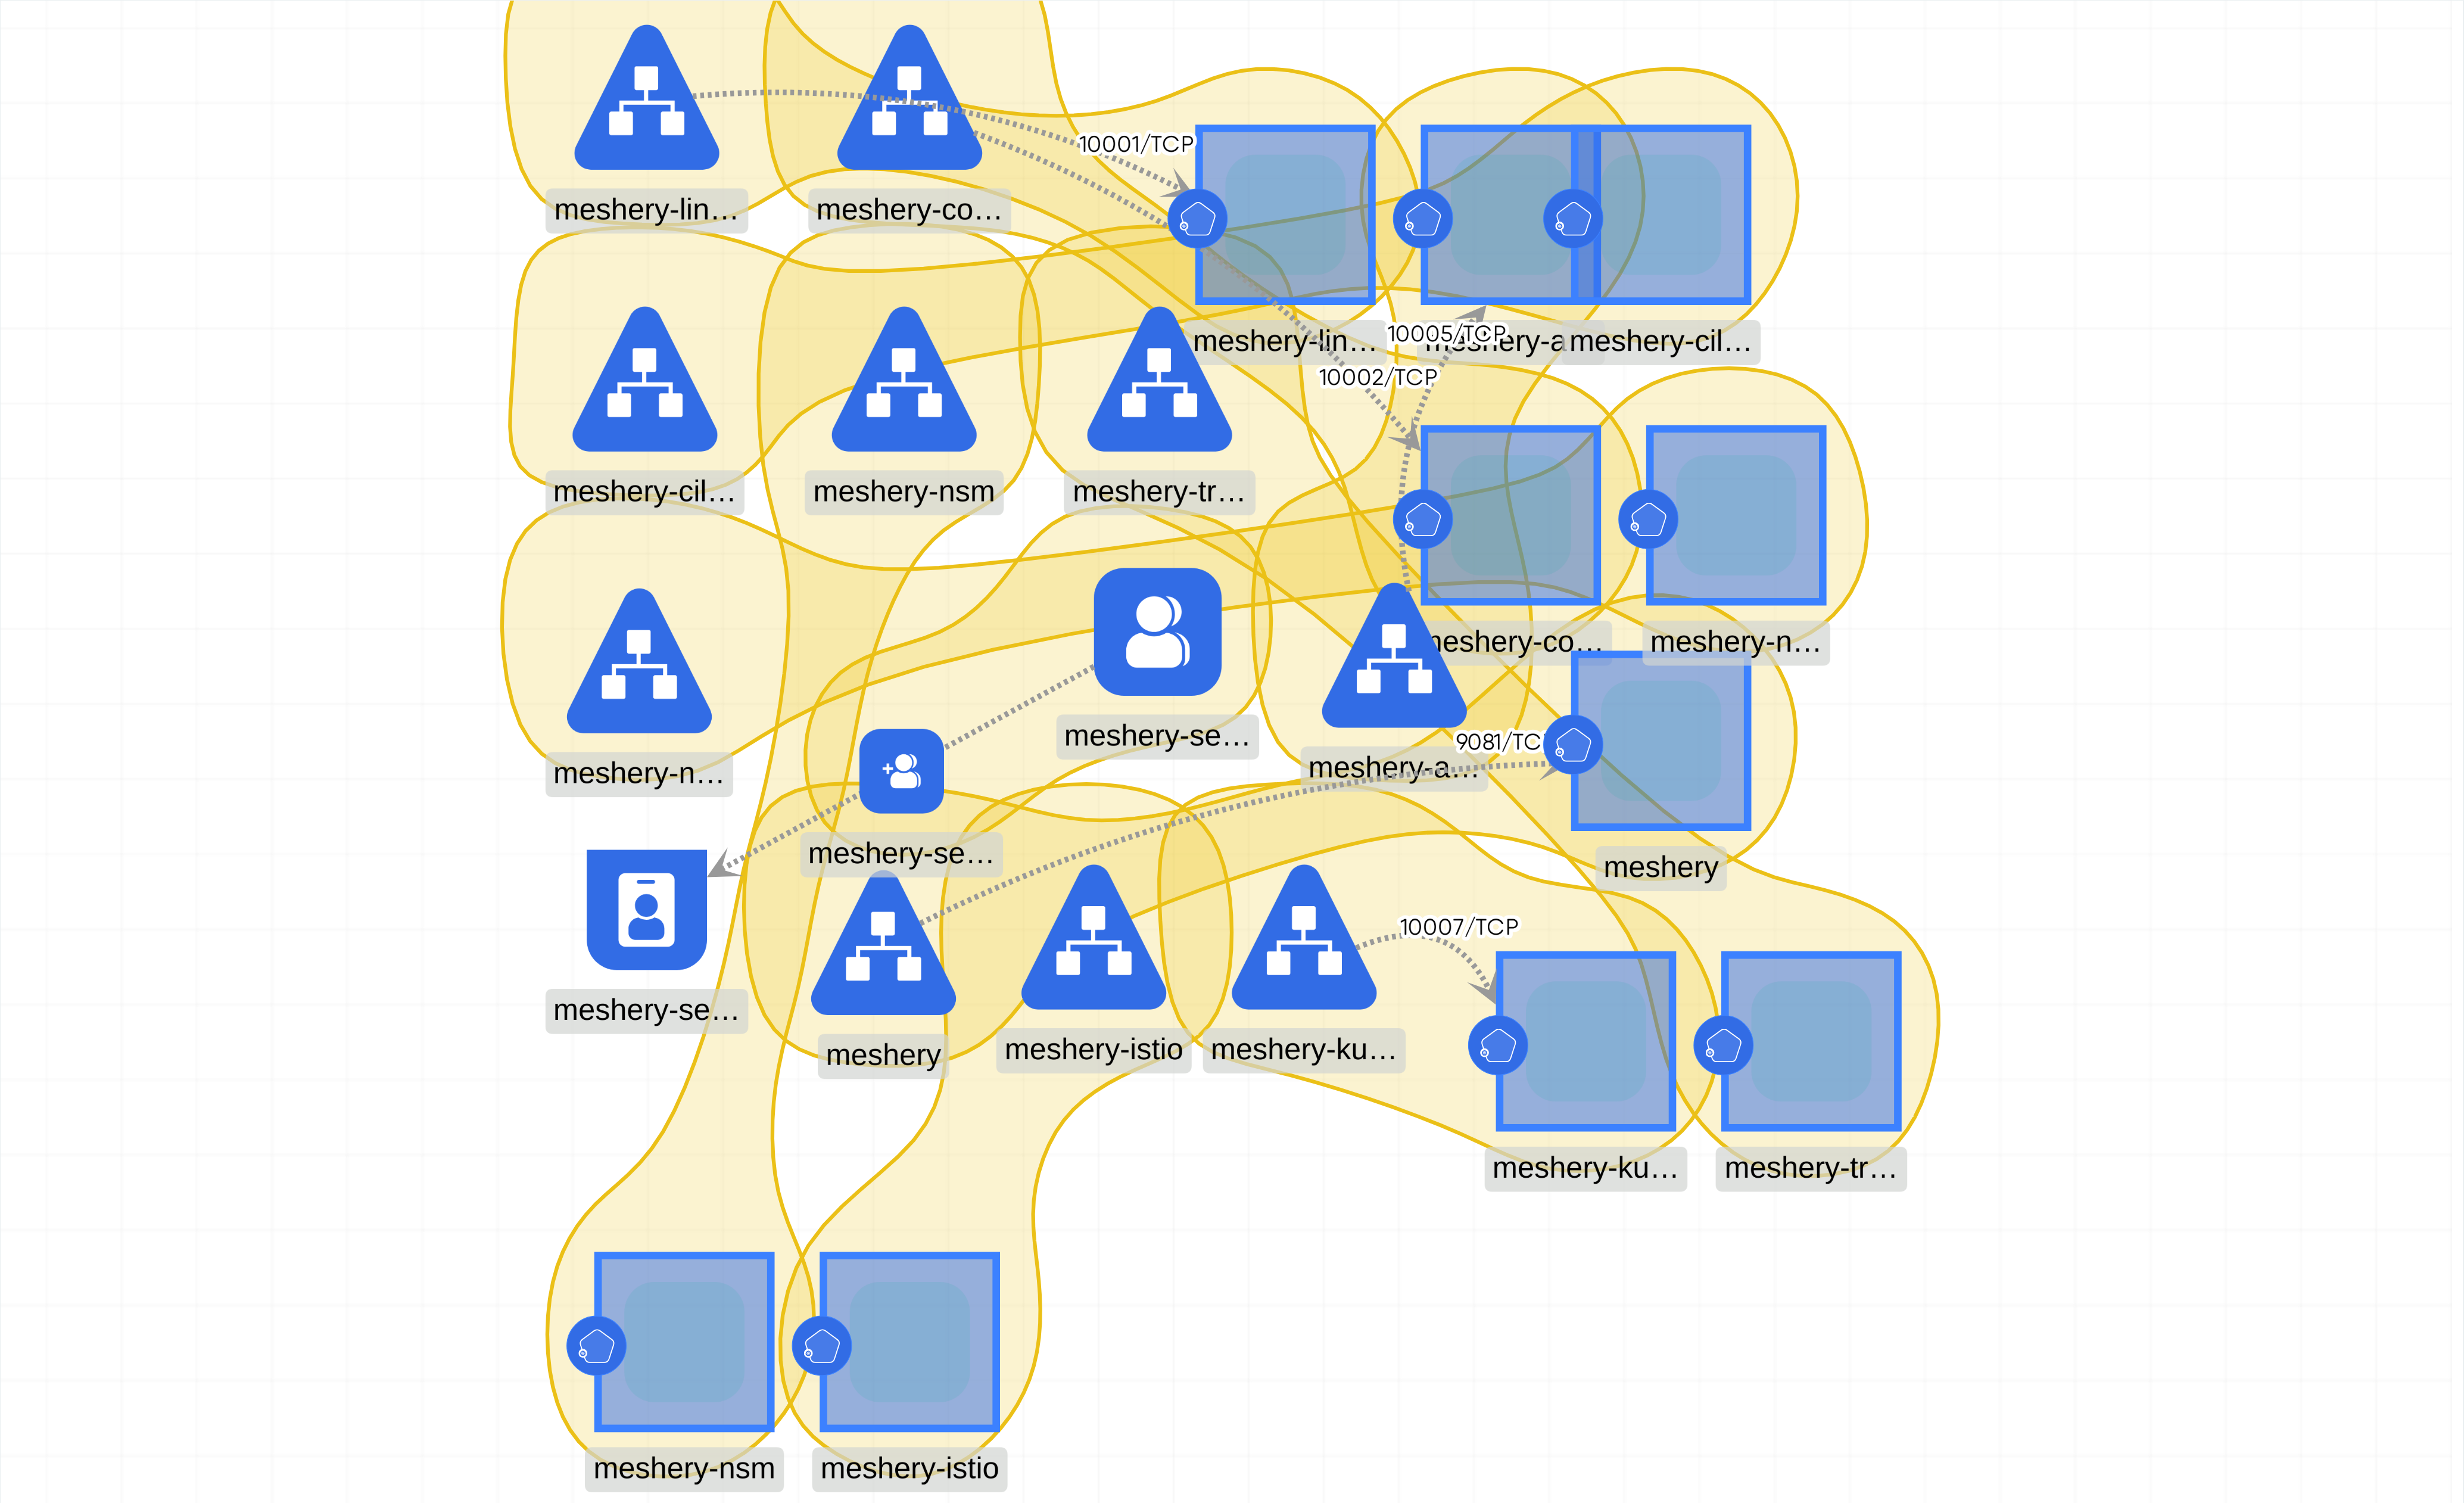 10001/TCP
meshery-lin…
meshery-co…
meshery-lin…
10005/TCP
meshery-a
meshery-cil…
10002/TCP
meshery-cil…
meshery-nsm
meshery-tr…
meshery-co…
meshery-n…
meshery-se…
9081/TC
meshery-a…
meshery-n…
meshery-se…
meshery
10007/TCP
meshery-se…
meshery
meshery-istio
meshery-ku…
meshery-ku…
meshery-tr…
meshery-nsm
meshery-istio